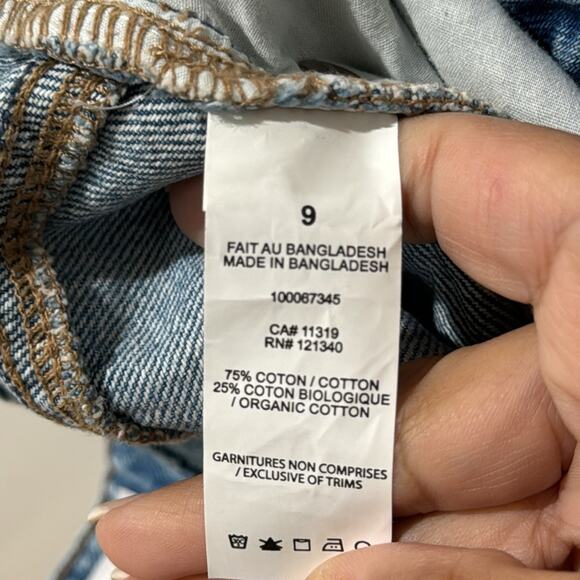 9
FAIT AU BANGLADESH
MADE IN BANGLADESH
100067345
CA# 11319
RN# 121340
75% COTON / COTTON
25% COTON BIOLOGIQUE
/ ORGANIC COTTON
GARNITURES NON COMPRISES
/ EXCLUSIVE OF TRIMS